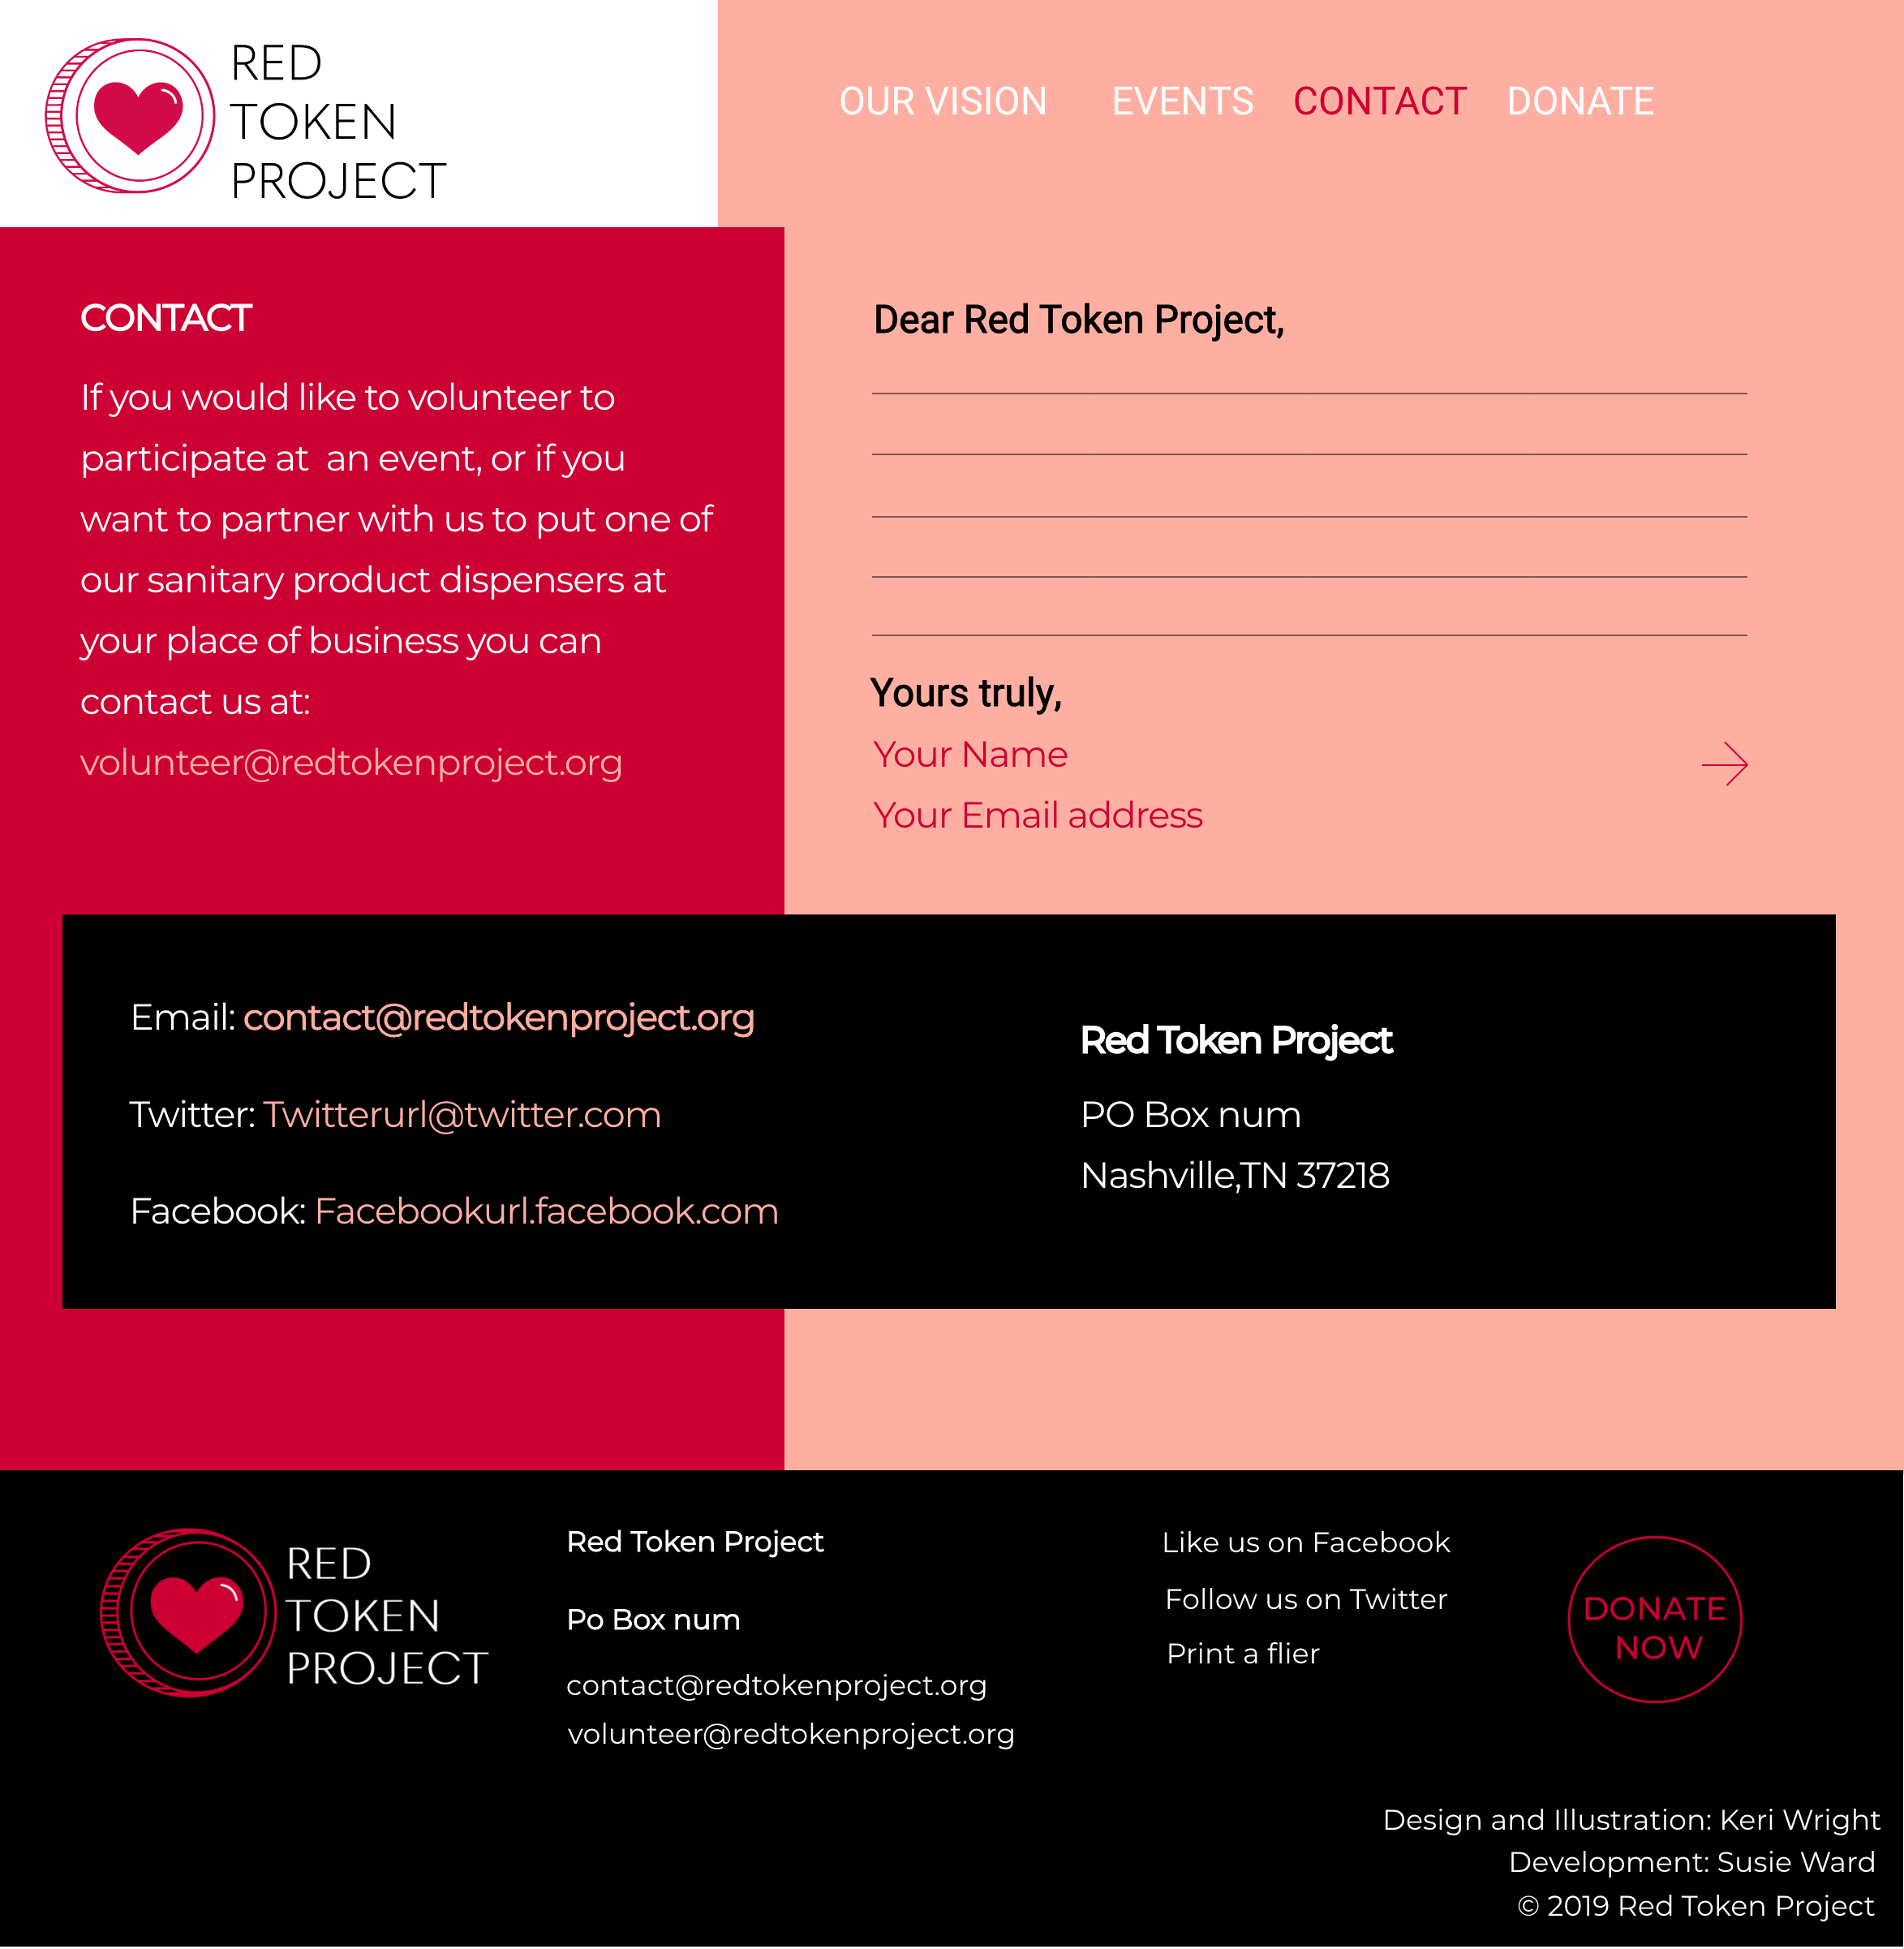 RED
TOKEN
PROJECT
OUR VISION EVENTS CONTACT DONATE
CONTACT
If you would like to volunteer to
participate at  an event, or if you
want to partner with us to put one of
our sanitary product dispensers at
your place of business you can
contact us at:
volunteer@redtokenproject.org
Dear Red Token Project,
Yours truly,
Your Name
Your Email address
Email: contact@redtokenproject.org
Twitter: Twitterurl@twitter.com
Facebook: Facebookurl.facebook.com
Red Token Project
PO Box num
Nashville,TN 37218
RED
TOKEN
PROJECT
Red Token Project
Po Box num
contact@redtokenproject.org
volunteer@redtokenproject.org
Like us on Facebook
Follow us on Twitter
Print a flier
DONATE
NOW
Design and Illustration: Keri Wright
Development: Susie Ward
© 2019 Red Token Project